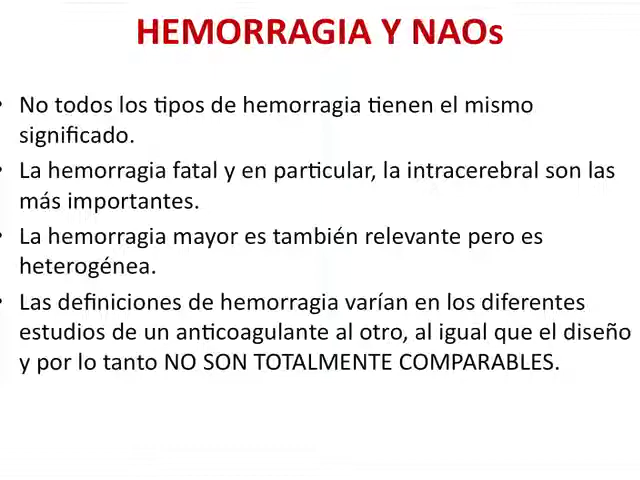 HEMORRAGIA Y NAOs
• No todos los tipos de hemorragia tienen el mismo
significado.
• La hemorragia fatal y en particular, la intracerebral son las
más importantes.
• La hemorragia mayor es también relevante pero es
heterogénea.
• Las definiciones de hemorragia varían en los diferentes
estudios de un anticoagulante al otro, al igual que el diseño
y por lo tanto NO SON TOTALMENTE COMPARABLES.